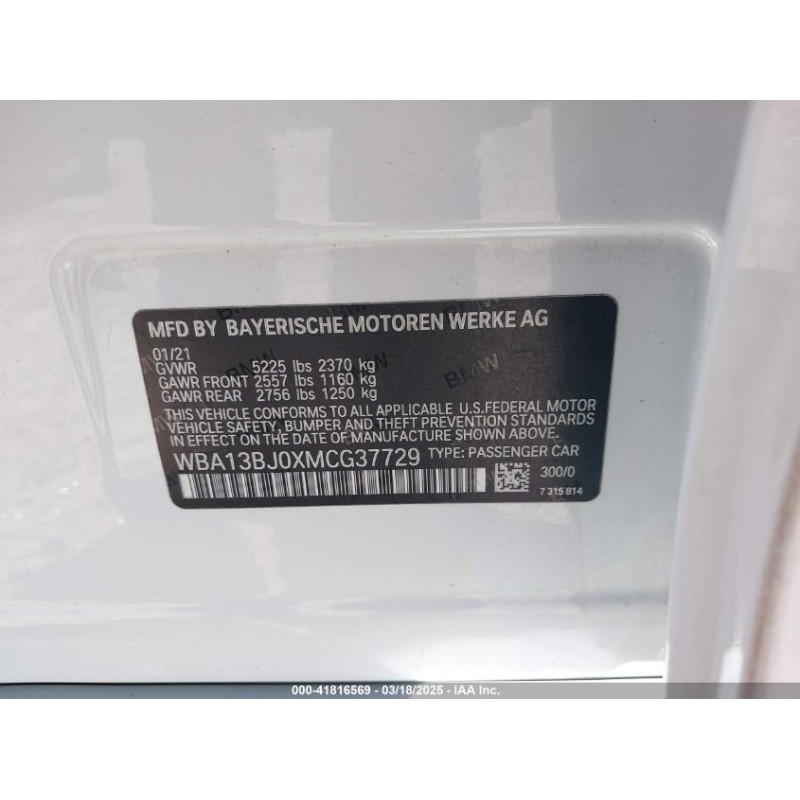 MFD BY BAYERISCHE MOTOREN WERKE AG
01/21
GVWR 5225 lbs 2370 kg
GAWR FRONT 2557 lbs 1160 kg
GAWR REAR 2756 lbs 1250 kg
THIS VEHICLE CONFORMS TO ALL APPLICABLE U.S.FEDERAL MOTOR
VEHICLE SAFETY, BUMPER AND THEFT PREVENTION STANDARDS
IN EFFECT ON THE DATE OF MANUFACTURE SHOWN ABOVE.
WBA13BJ0XMCG37729 TYPE: PASSENGER CAR
300/0
7 315 814
000-41816569 - 03/18/2025 - IAA Inc.